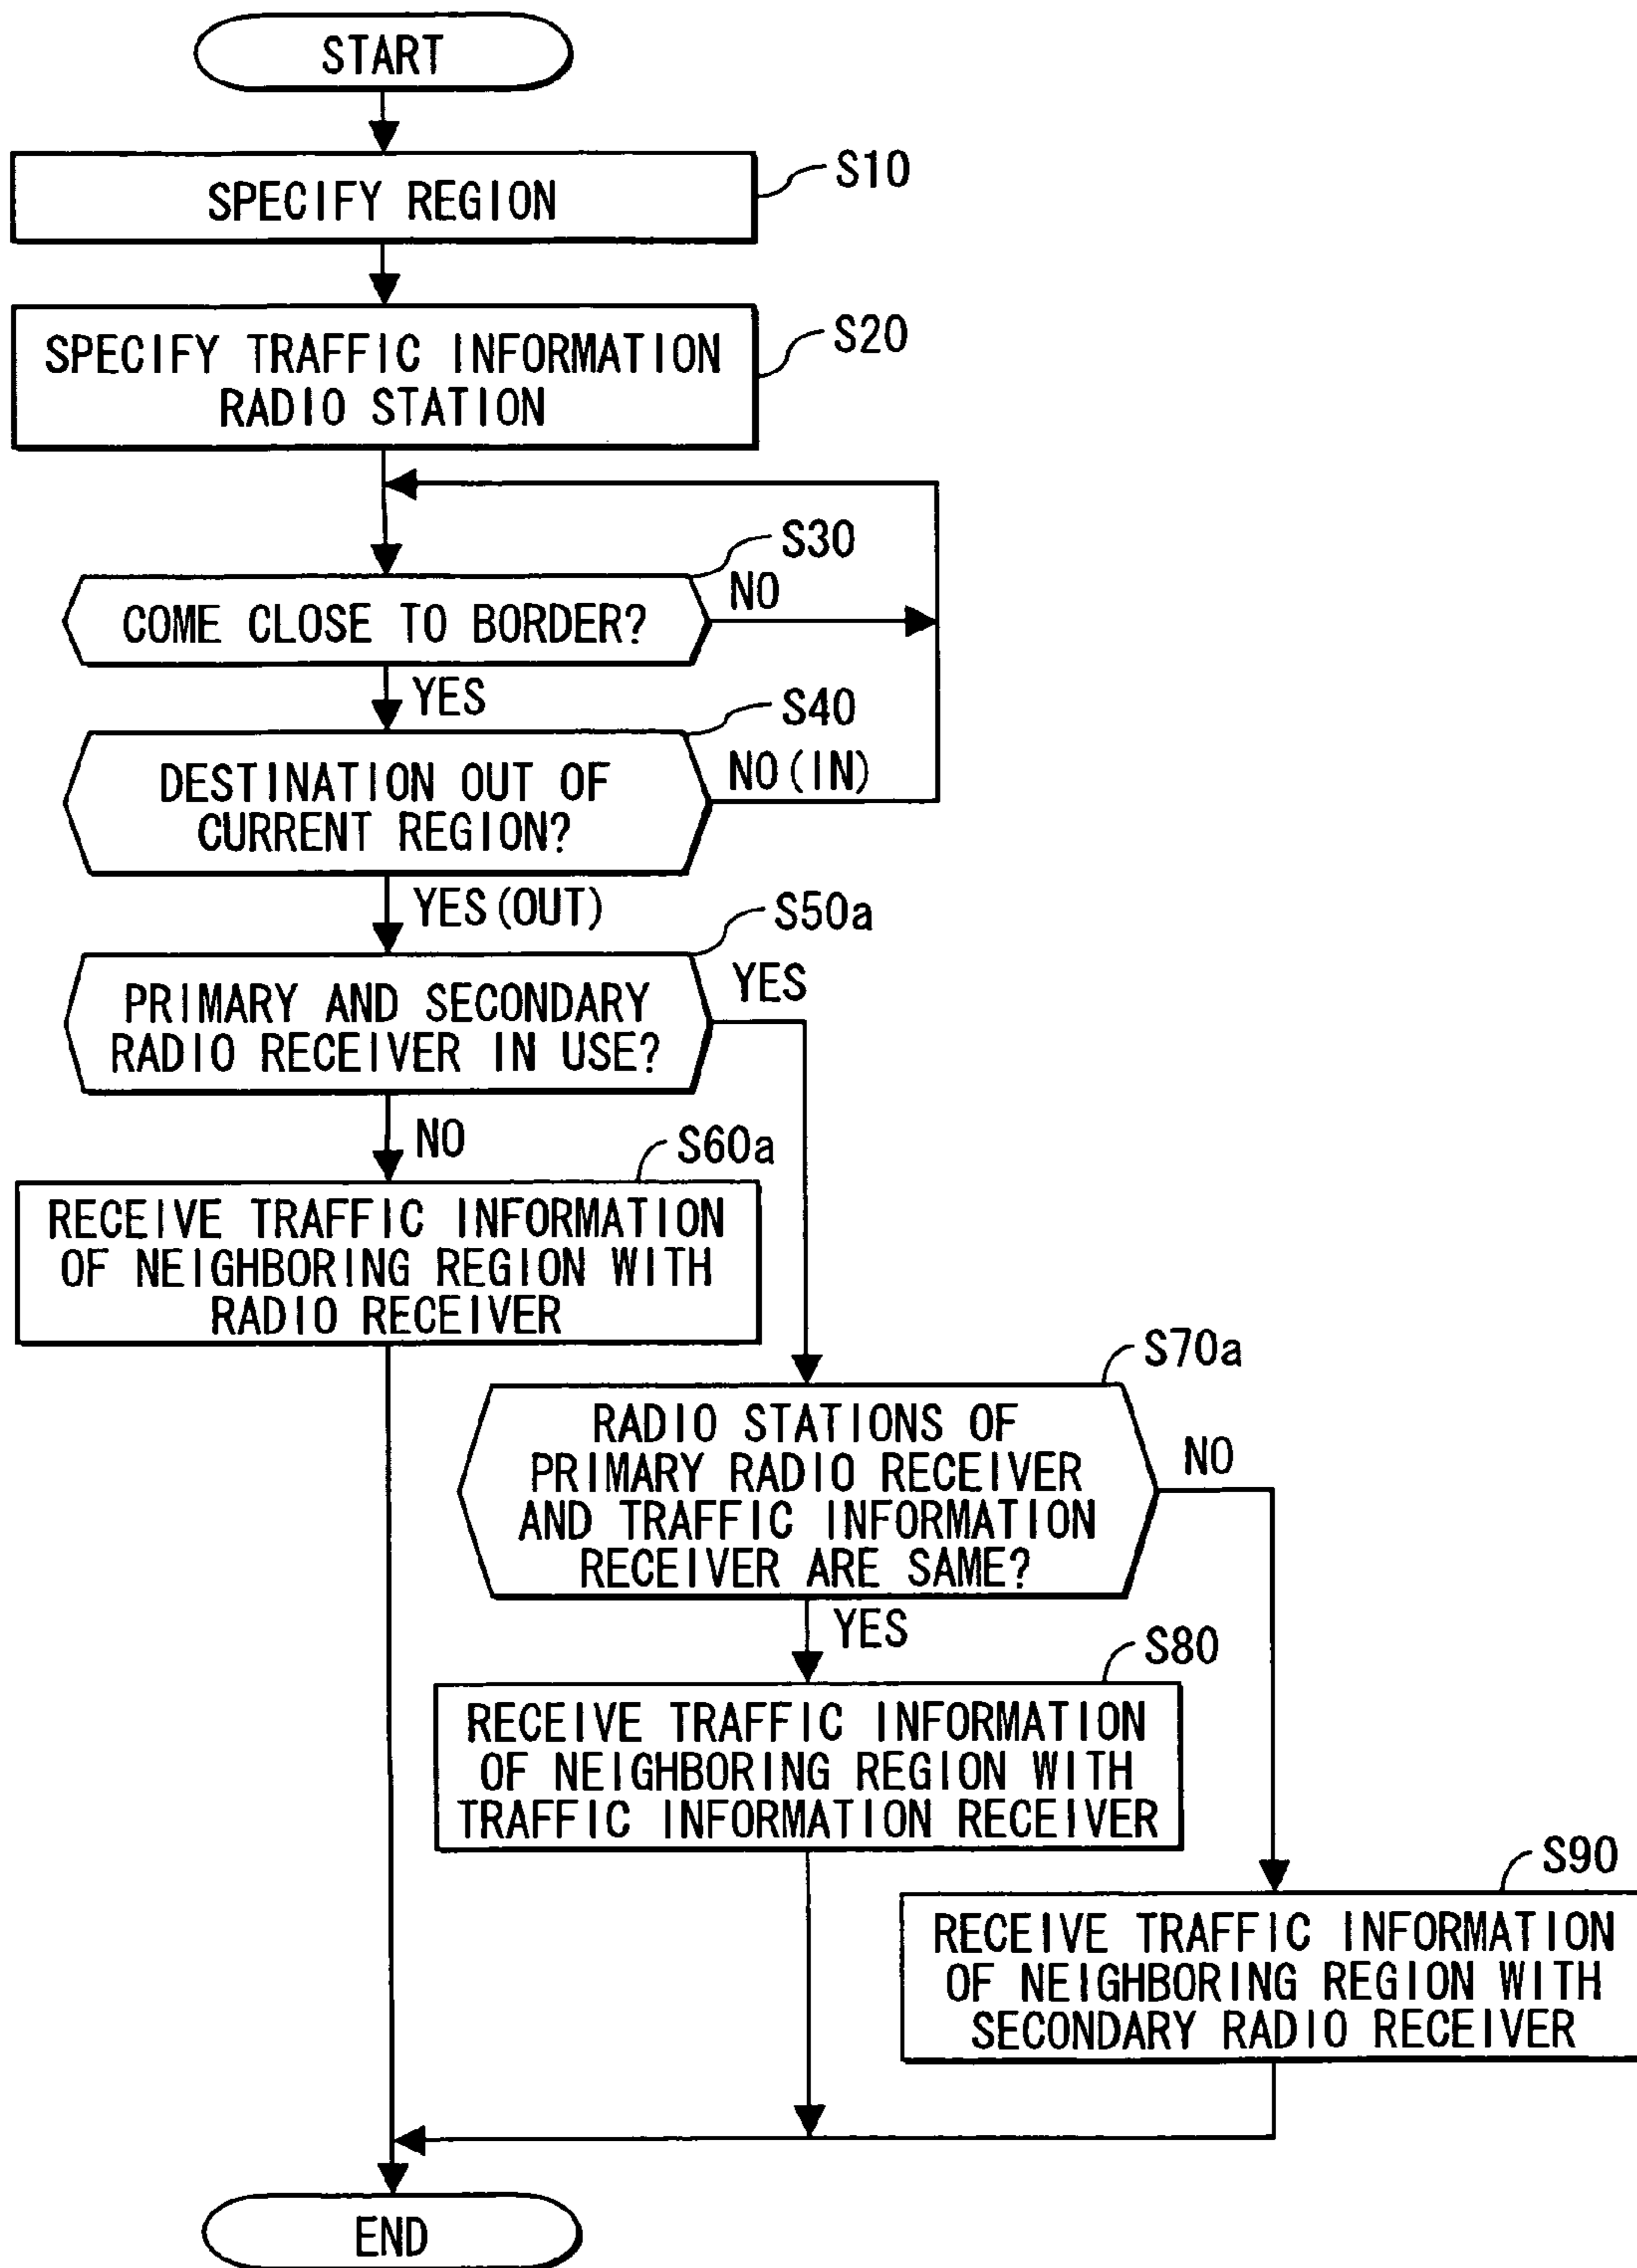 START
S10
SPECIFY REGION
S20
SPECIFY TRAFFIC INFORMATION
RADIO STATION
S30
NO
COME CLOSE TO BORDER?
YES
S40
NO(IN)
DESTINATION OUT OF
CURRENT REGION?
YES(OUT)
S50a
YES
PRIMARY AND SECONDARY
RADIO RECEIVER IN USE?
NO
S60a
RECEIVE TRAFFIC INFORMATION
OF NEIGHBORING REGION WITH
RADIO RECEIVER
S70a
RADIO STATIONS OF
PRIMARY RADIO RECEIVER
AND TRAFFIC INFORMATION
RECEIVER ARE SAME?
NO
YES
S80
RECEIVE TRAFFIC INFORMATION
OF NEIGHBORING REGION WITH
TRAFFIC INFORMATION RECEIVER
S90
RECEIVE TRAFFIC INFORMATION
OF NEIGHBORING REGION WITH
SECONDARY RADIO RECEIVER
END